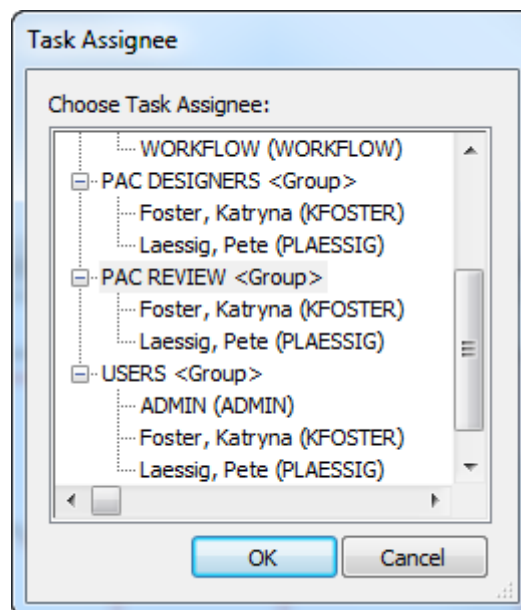 Task Assignee
Choose Task Assignee:
WORKFLOW (WORKFLOW)
PAC DESIGNERS <Group>
Foster, Katryna (KFOSTER)
Laessig, Pete (PLAESSIG)
PAC REVIEW <Group>
Foster, Katryna (KFOSTER)
Laessig, Pete (PLAESSIG)
USERS <Group>
ADMIN (ADMIN)
Foster, Katryna (KFOSTER)
Laessig, Pete (PLAESSIG)
OK Cancel